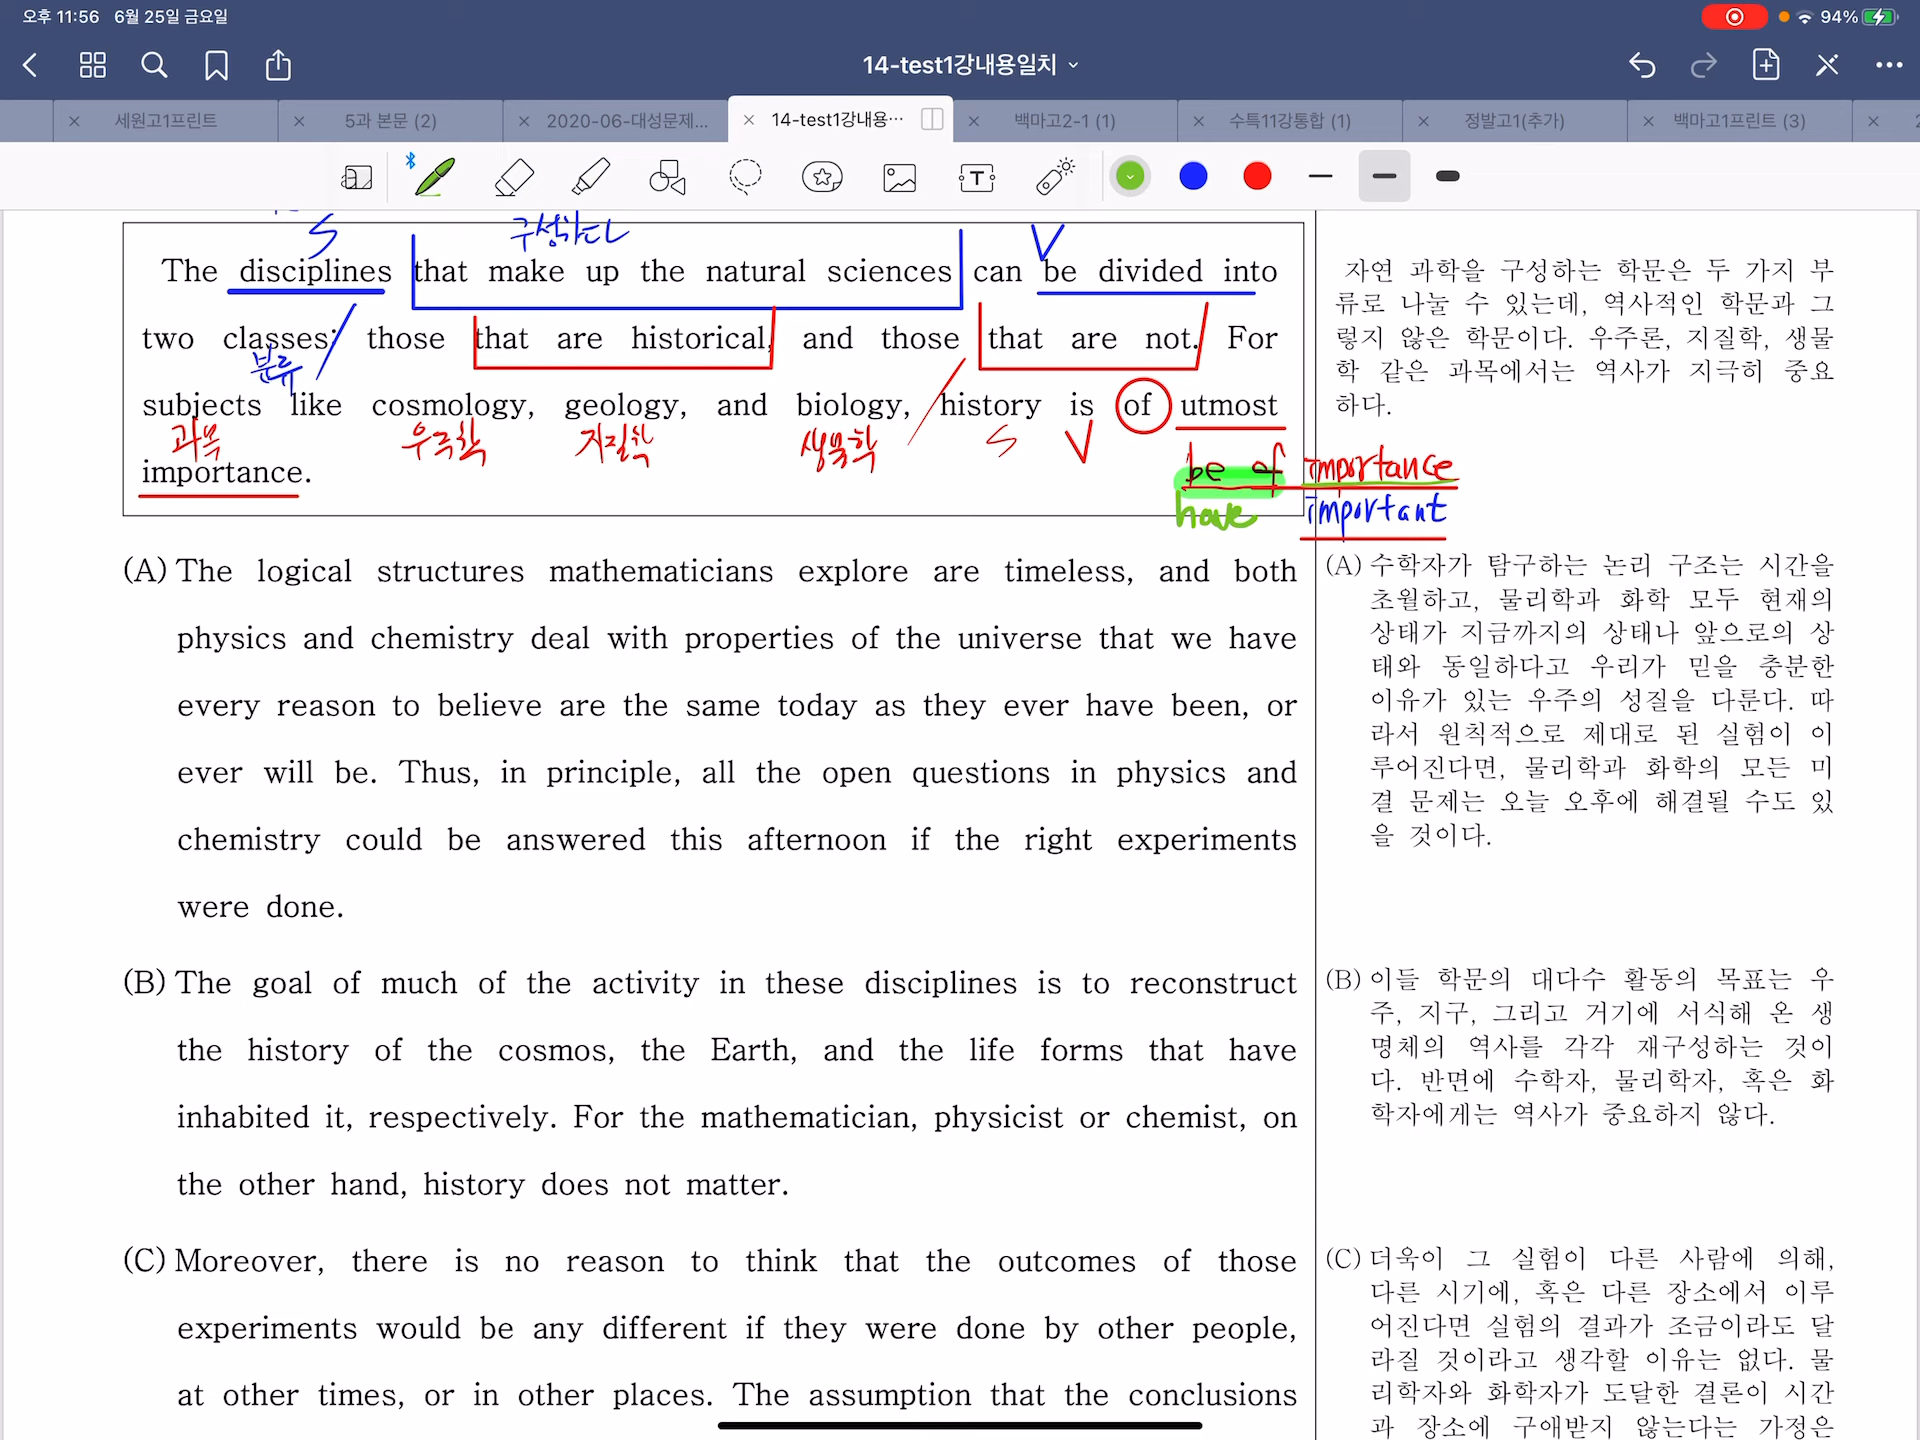 오후 11:56 6월 25일 금요일
94%
14-test1강내용일치
세원고1프린트
5과 본문 (2)
2020-06-대성문제...
14-test1강내용...
백마고2-1 (1)
수특11강통합 (1)
정발고1(추가)
백마고1프린트 (3)
S
구성하다
V
The disciplines that make up the natural sciences can be divided into
two classes; those that are historical, and those that are not. For
분류
subjects like cosmology, geology, and biology, history is of utmost
과목 우주학 지질학 생물학 S V
importance.
be of importance
have important
(A) The logical structures mathematicians explore are timeless, and both
physics and chemistry deal with properties of the universe that we have
every reason to believe are the same today as they ever have been, or
ever will be. Thus, in principle, all the open questions in physics and
chemistry could be answered this afternoon if the right experiments
were done.
(B) The goal of much of the activity in these disciplines is to reconstruct
the history of the cosmos, the Earth, and the life forms that have
inhabited it, respectively. For the mathematician, physicist or chemist, on
the other hand, history does not matter.
(C) Moreover, there is no reason to think that the outcomes of those
experiments would be any different if they were done by other people,
at other times, or in other places. The assumption that the conclusions
자연 과학을 구성하는 학문은 두 가지 부
류로 나눌 수 있는데, 역사적인 학문과 그
렇지 않은 학문이다. 우주론, 지질학, 생물
학 같은 과목에서는 역사가 지극히 중요
하다.
(A) 수학자가 탐구하는 논리 구조는 시간을
초월하고, 물리학과 화학 모두 현재의
상태가 지금까지의 상태나 앞으로의 상
태와 동일하다고 우리가 믿을 충분한
이유가 있는 우주의 성질을 다룬다. 따
라서 원칙적으로 제대로 된 실험이 이
루어진다면, 물리학과 화학의 모든 미
결 문제는 오늘 오후에 해결될 수도 있
을 것이다.
(B) 이들 학문의 대다수 활동의 목표는 우
주, 지구, 그리고 거기에 서식해 온 생
명체의 역사를 각각 재구성하는 것이
다. 반면에 수학자, 물리학자, 혹은 화
학자에게는 역사가 중요하지 않다.
(C) 더욱이 그 실험이 다른 사람에 의해,
다른 시기에, 혹은 다른 장소에서 이루
어진다면 실험의 결과가 조금이라도 달
라질 것이라고 생각할 이유는 없다. 물
리학자와 화학자가 도달한 결론이 시간
과 장소에 구애받지 않는다는 가정은